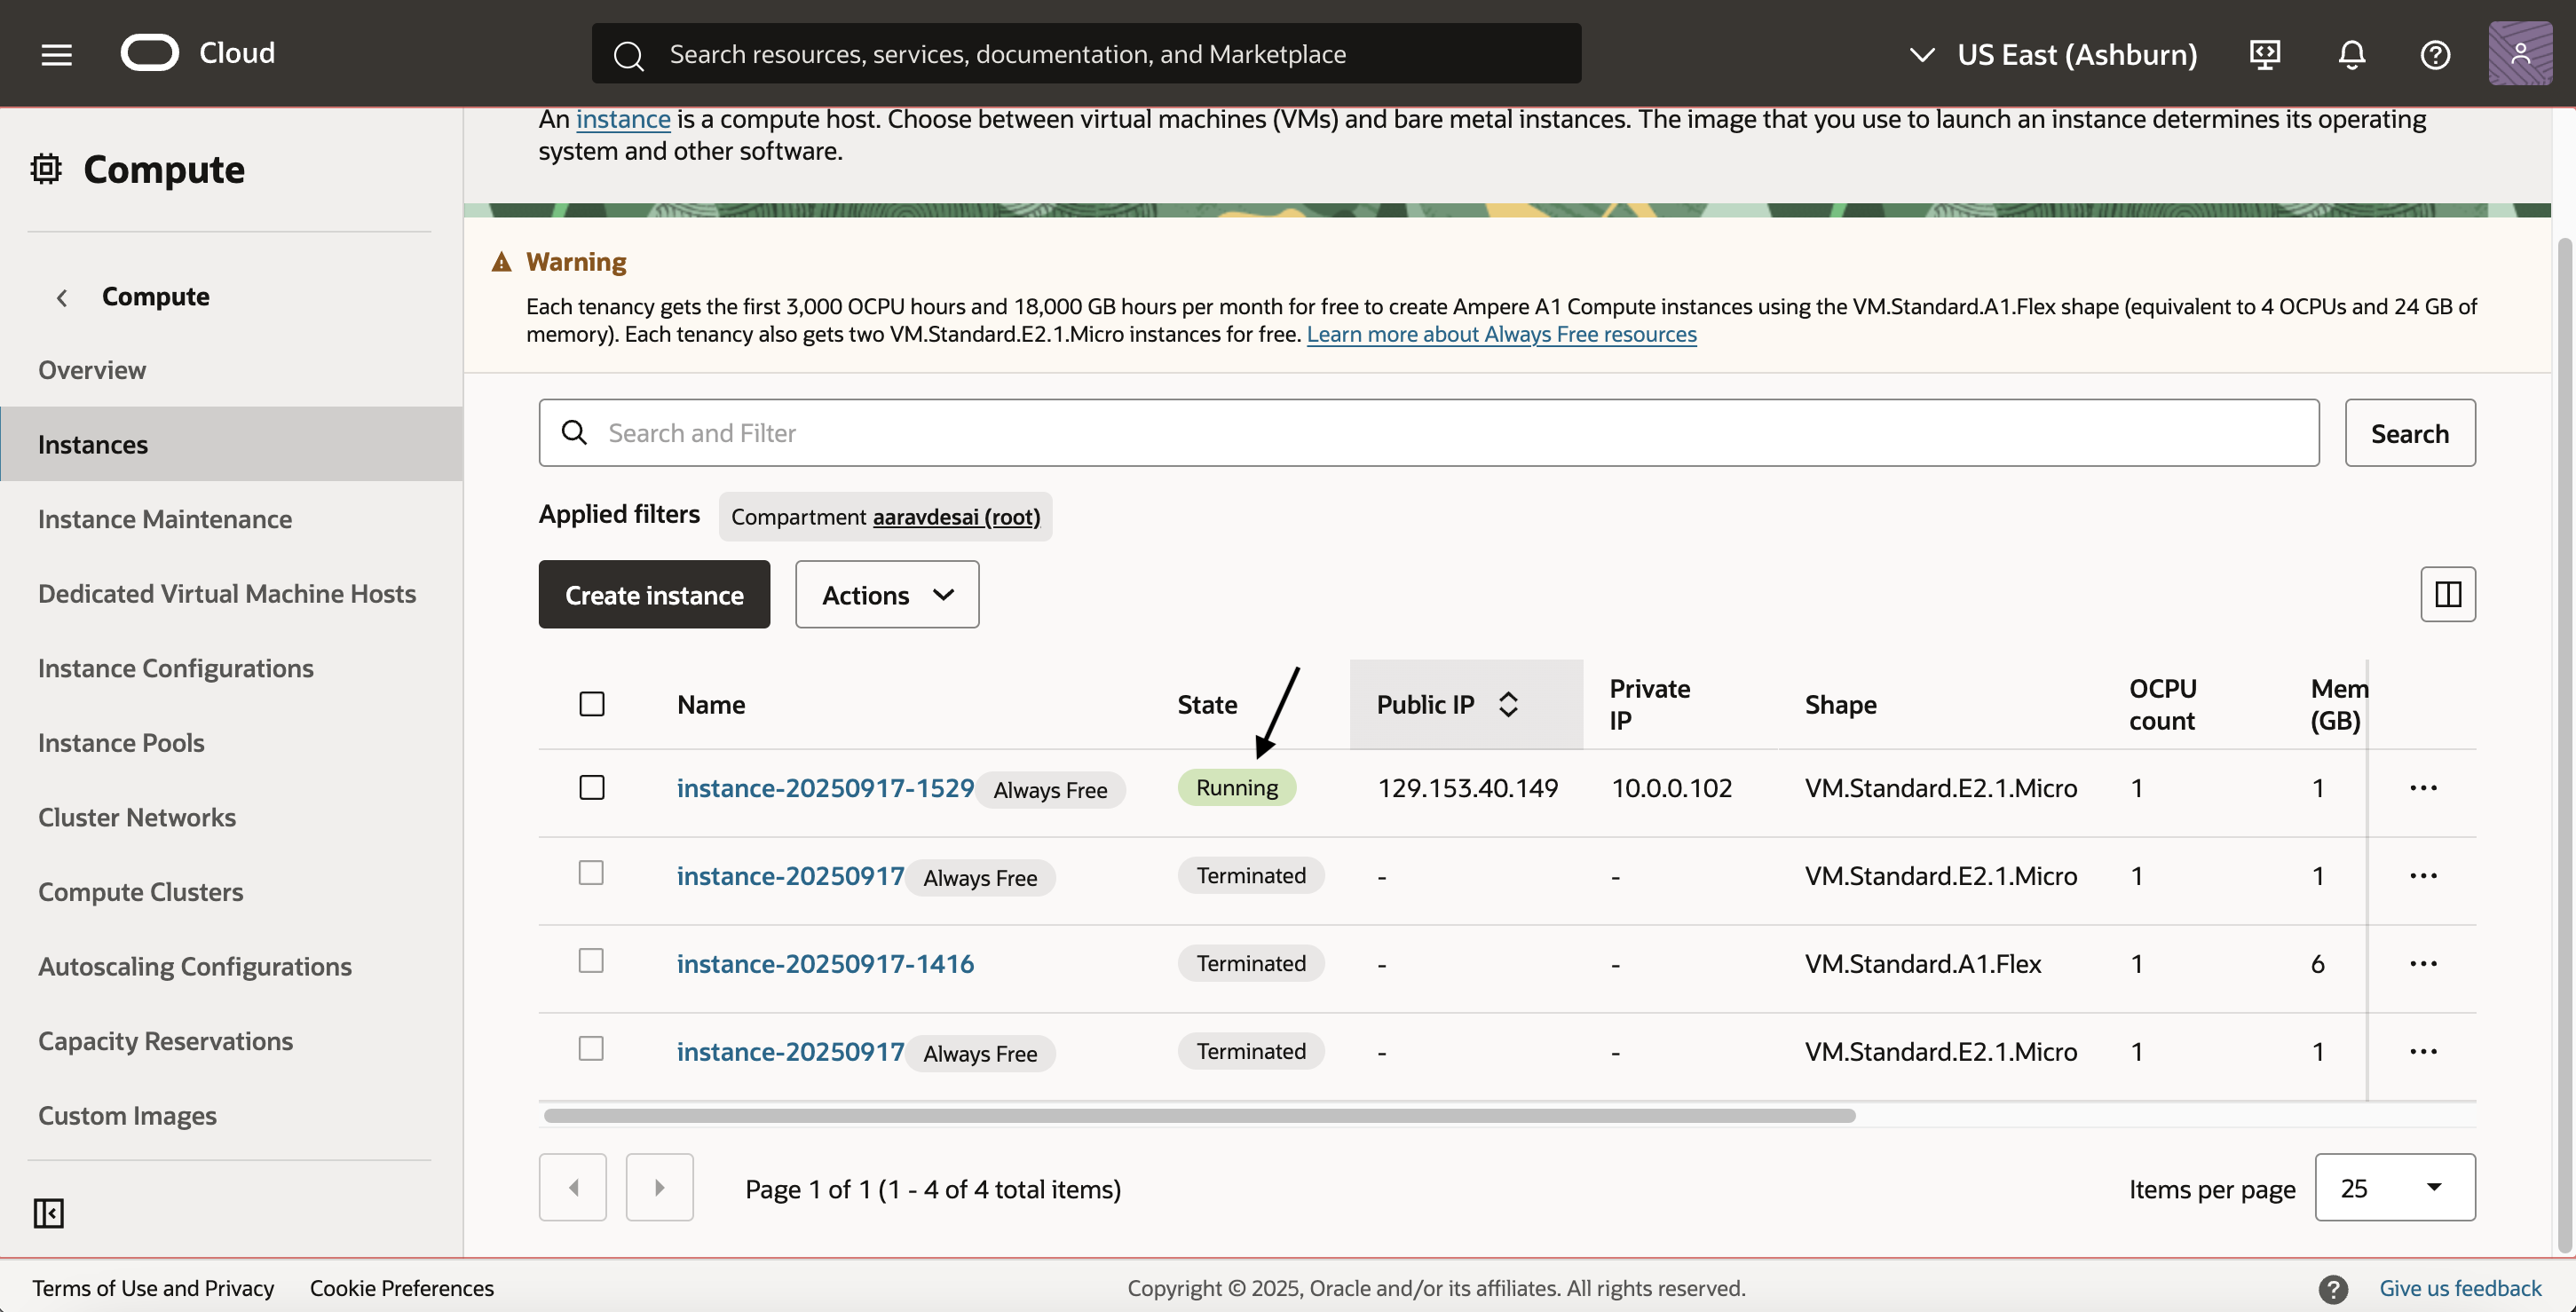 Cloud
Search resources, services, documentation, and Marketplace
US East (Ashburn)
Compute
Compute
Overview
Instances
Instance Maintenance
Dedicated Virtual Machine Hosts
Instance Configurations
Instance Pools
Cluster Networks
Compute Clusters
Autoscaling Configurations
Capacity Reservations
Custom Images
An instance is a compute host. Choose between virtual machines (VMs) and bare metal instances. The image that you use to launch an instance determines its operating
system and other software.
Warning
Each tenancy gets the first 3,000 OCPU hours and 18,000 GB hours per month for free to create Ampere A1 Compute instances using the VM.Standard.A1.Flex shape (equivalent to 4 OCPUs and 24 GB of
memory). Each tenancy also gets two VM.Standard.E2.1.Micro instances for free. Learn more about Always Free resources
Search and Filter
Search
Applied filters Compartment aaravdesai (root)
Create instance Actions
Name State Public IP Private IP Shape OCPU count Mem (GB)
instance-20250917-1529 Always Free Running 129.153.40.149 10.0.0.102 VM.Standard.E2.1.Micro 1 1 ...
instance-20250917 Always Free Terminated - - VM.Standard.E2.1.Micro 1 1 ...
instance-20250917-1416 Terminated - - VM.Standard.A1.Flex 1 6 ...
instance-20250917 Always Free Terminated - - VM.Standard.E2.1.Micro 1 1 ...
Page 1 of 1 (1 - 4 of 4 total items)
Items per page 25
Terms of Use and Privacy Cookie Preferences
Copyright © 2025, Oracle and/or its affiliates. All rights reserved.
Give us feedback